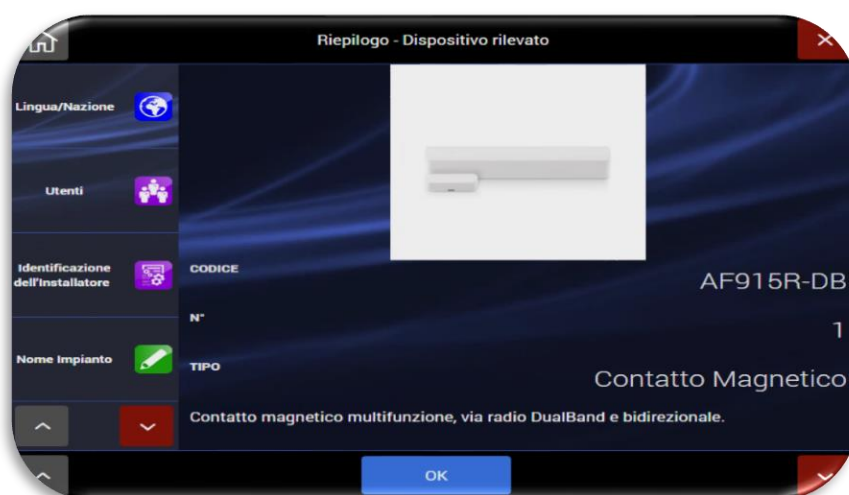 Riepilogo - Dispositivo rilevato
Lingua/Nazione
Utenti
Identificazione
dell'Installatore
Nome Impianto
CODICE
AF915R-DB
N°
1
TIPO
Contatto Magnetico
Contatto magnetico multifunzione, via radio DualBand e bidirezionale.
OK